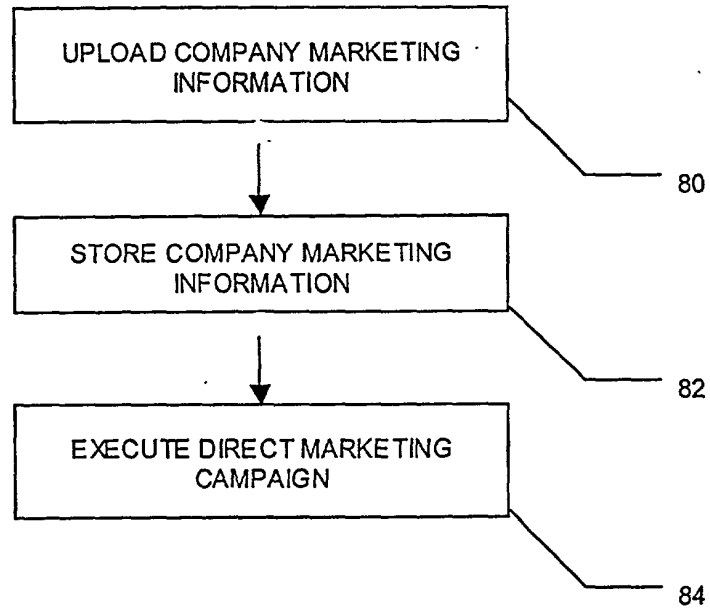 UPLOAD COMPANY MARKETING
INFORMATION
80
STORE COMPANY MARKETING
INFORMATION
82
EXECUTE DIRECT MARKETING
CAMPAIGN
84